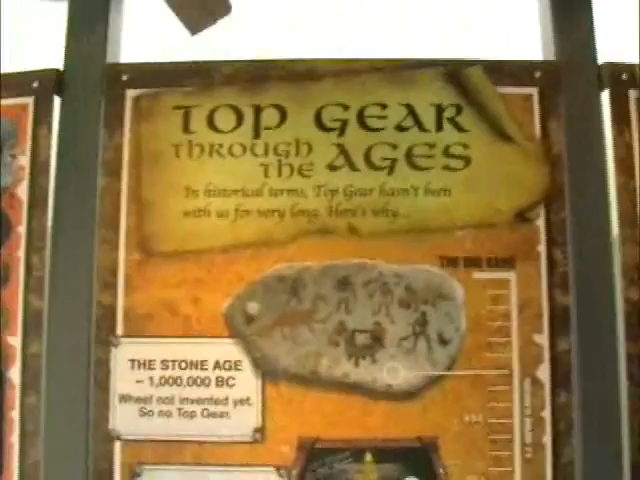 TOP GEAR
THROUGH
THE AGES
In historical terms, Top Gear hasn't been
with us for very long. Here's why...
THE BIG BANG
THE STONE AGE
– 1,000,000 BC
Wheel not invented yet.
So no Top Gear.